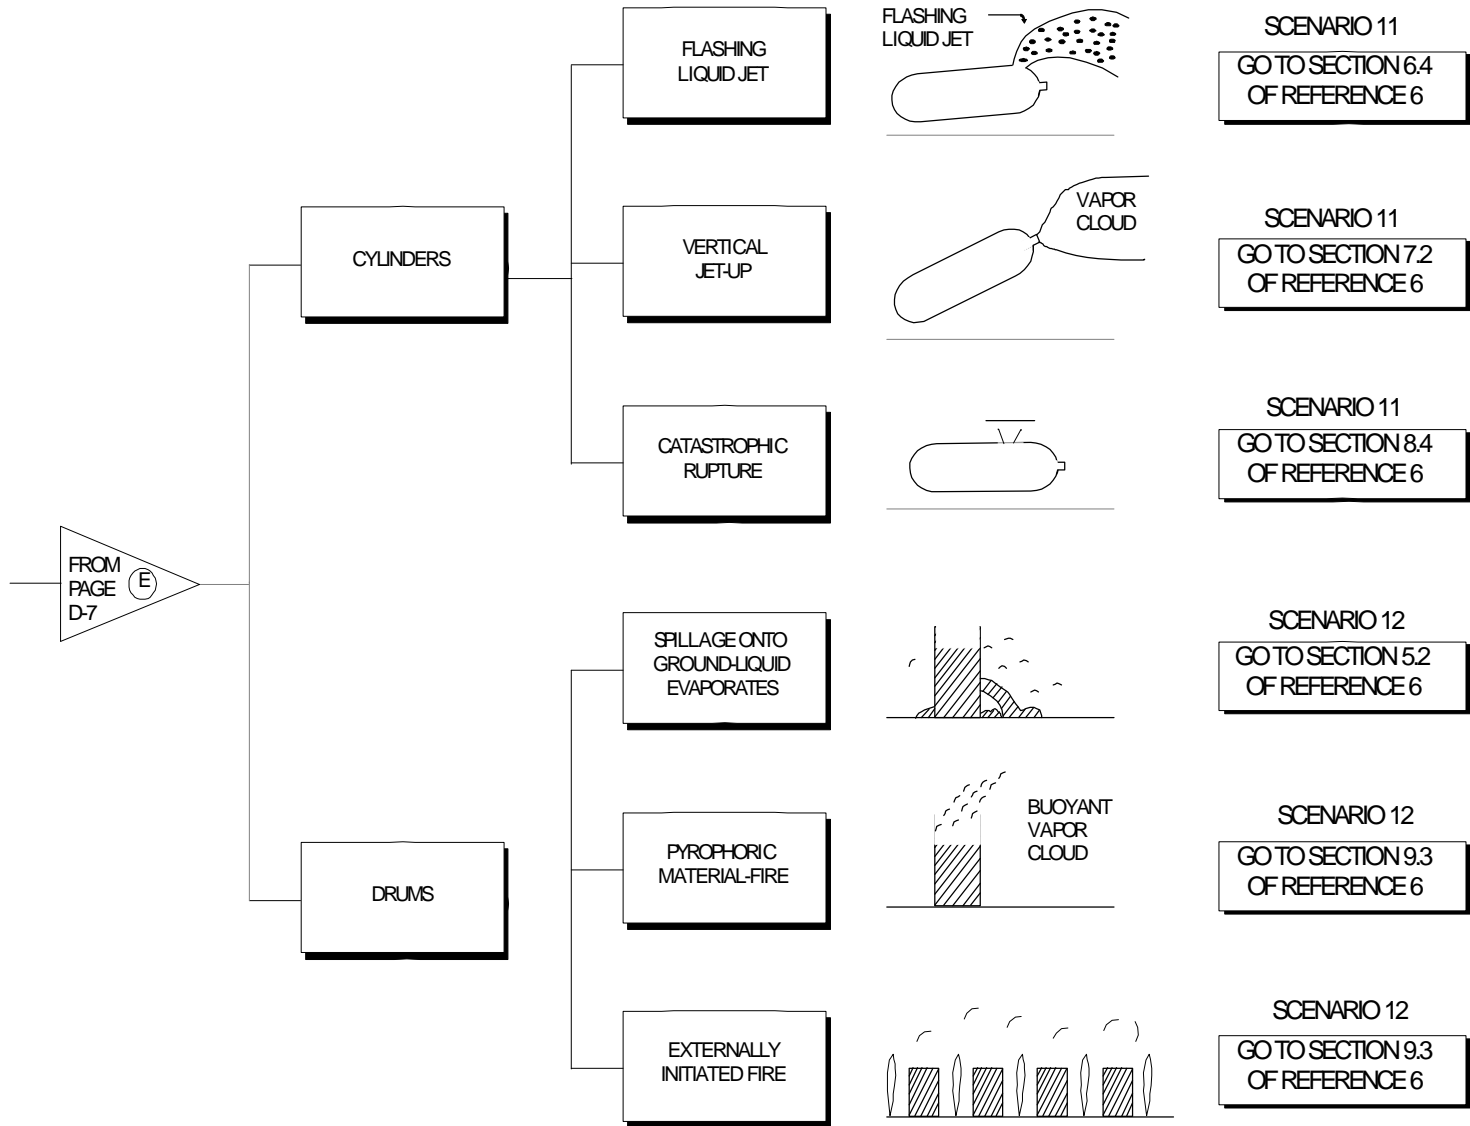 FLASHING
LIQUID JET
FLASHING
LIQUID JET
SCENARIO 11
GO TO SECTION 6.4
OF REFERENCE 6
CYLINDERS
VERTICAL
JET-UP
VAPOR
CLOUD
SCENARIO 11
GO TO SECTION 7.2
OF REFERENCE 6
CATASTROPHIC
RUPTURE
SCENARIO 11
GO TO SECTION 8.4
OF REFERENCE 6
FROM
PAGE
D-7
E
SPILLAGE ONTO
GROUND-LIQUID
EVAPORATES
SCENARIO 12
GO TO SECTION 5.2
OF REFERENCE 6
DRUMS
PYROPHORIC
MATERIAL-FIRE
BUOYANT
VAPOR
CLOUD
SCENARIO 12
GO TO SECTION 9.3
OF REFERENCE 6
EXTERNALLY
INITIATED FIRE
SCENARIO 12
GO TO SECTION 9.3
OF REFERENCE 6